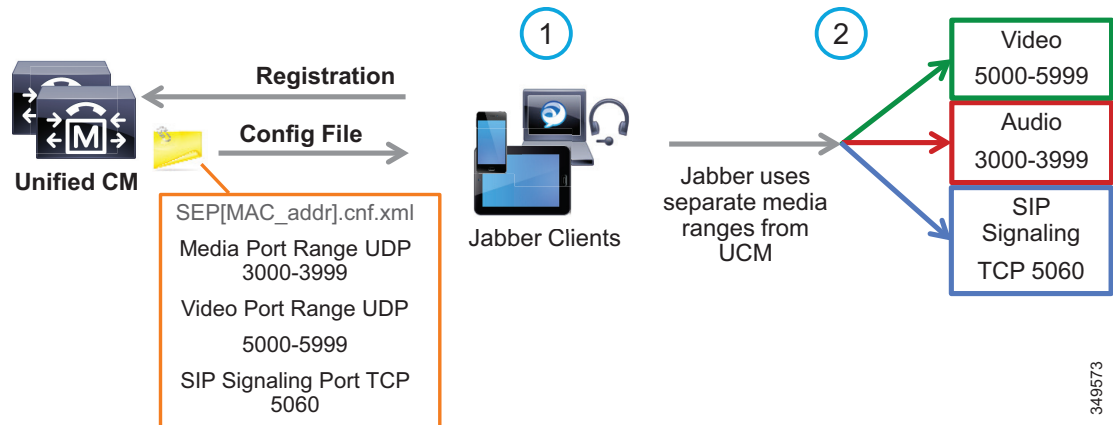 1
2
Registration
Config File
M
Unified CM
SEP[MAC_addr].cnf.xml
Media Port Range UDP
3000-3999
Video Port Range UDP
5000-5999
SIP Signaling Port TCP
5060
Jabber Clients
Jabber uses
separate media
ranges from
UCM
Video
5000-5999
Audio
3000-3999
SIP
Signaling
TCP 5060
349573